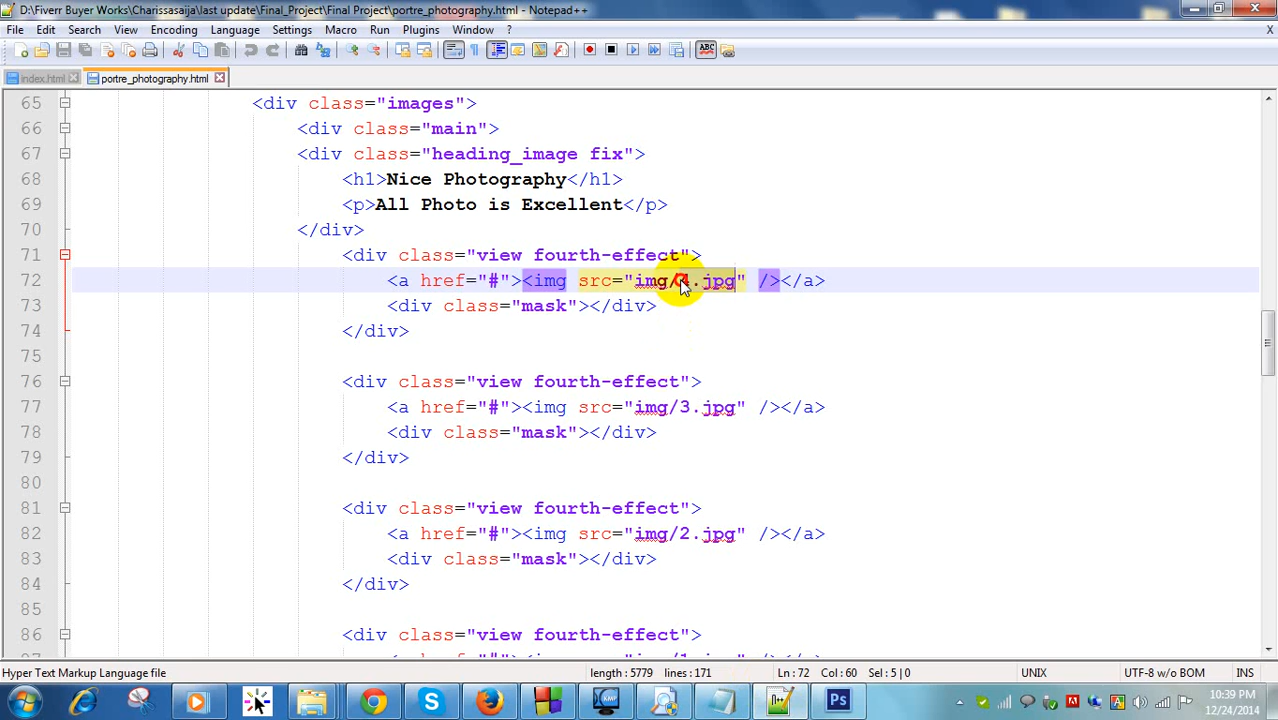 D:\Fiverr Buyer Works\Charissasaija\last update\Final_Project\Final Project\portre_photography.html - Notepad++
File Edit Search View Encoding Language Settings Macro Run Plugins Window ? X
index.html portre_photography.html
65 <div class="images">
66 <div class="main">
67 <div class="heading_image fix">
68 <h1>Nice Photography</h1>
69 <p>All Photo is Excellent</p>
70 </div>
71 <div class="view fourth-effect">
72 <a href="#"><img src="img/4.jpg" /></a>
73 <div class="mask"></div>
74 </div>
75
76 <div class="view fourth-effect">
77 <a href="#"><img src="img/3.jpg" /></a>
78 <div class="mask"></div>
79 </div>
80
81 <div class="view fourth-effect">
82 <a href="#"><img src="img/2.jpg" /></a>
83 <div class="mask"></div>
84 </div>
85
86 <div class="view fourth-effect">
Hyper Text Markup Language file length : 5779 lines : 171 Ln : 72 Col : 60 Sel : 5 | 0 UNIX UTF-8 w/o BOM INS
10:39 PM
12/24/2014